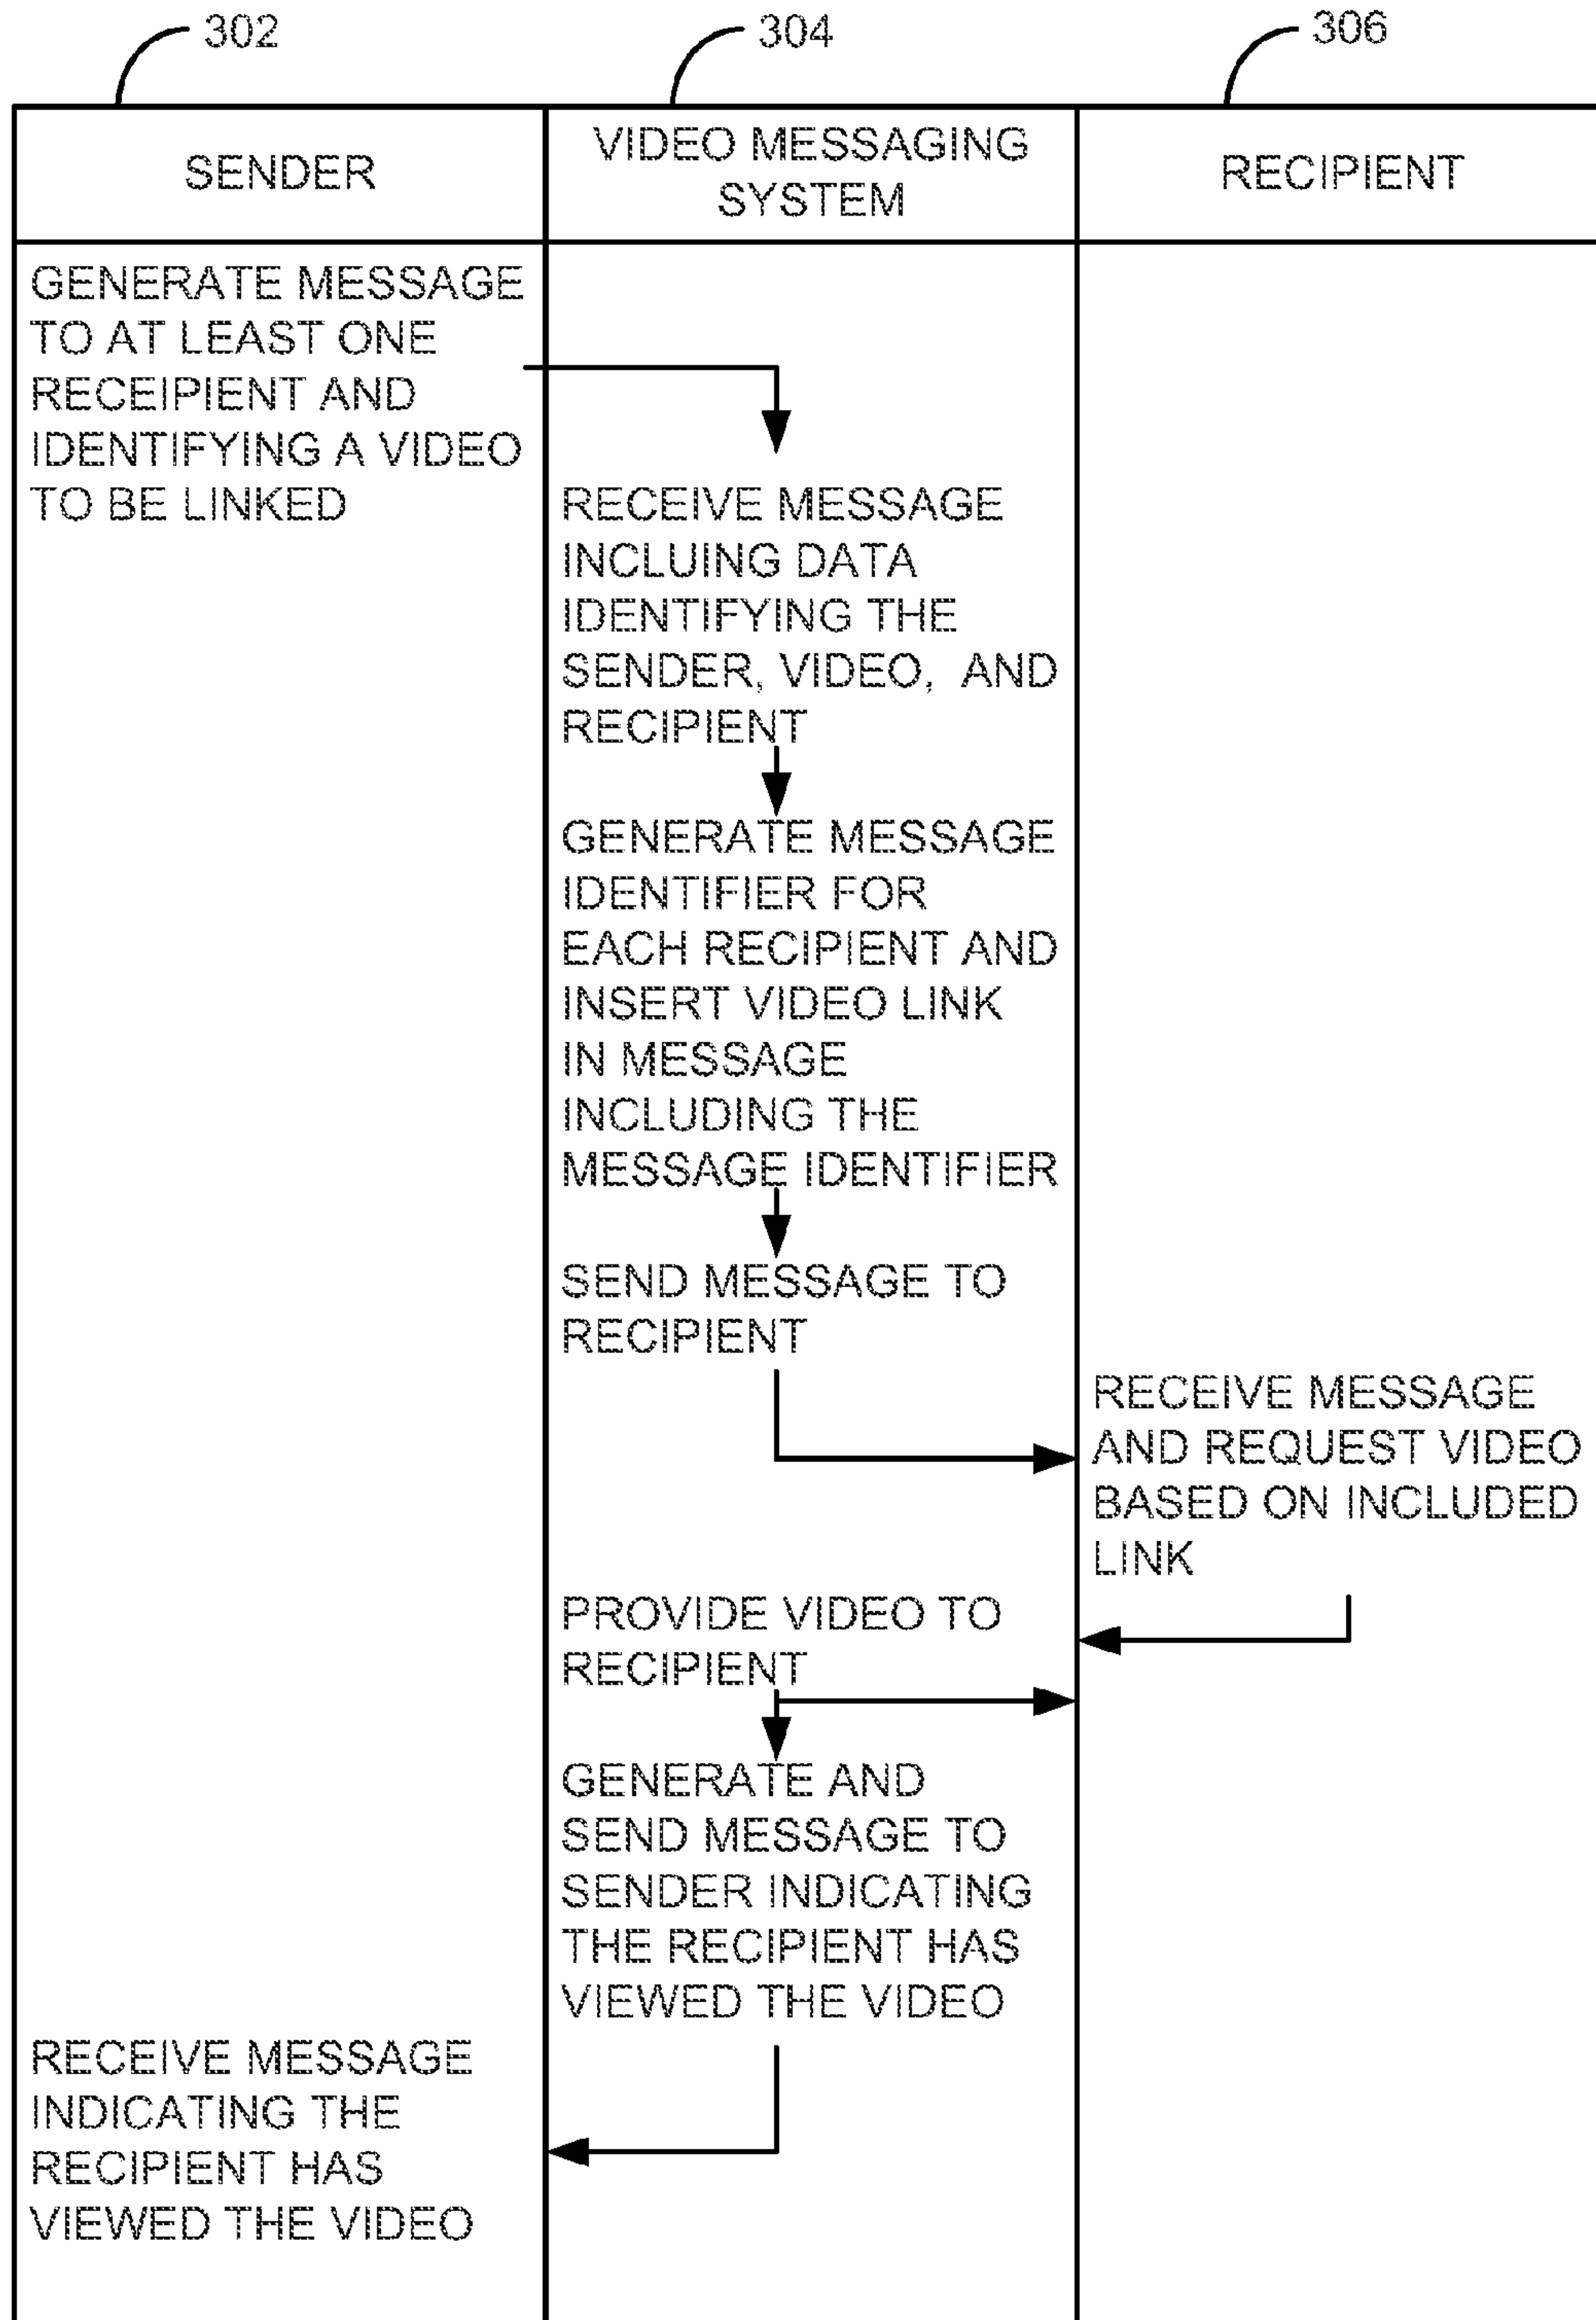 302
304
306
SENDER
VIDEO MESSAGING
SYSTEM
RECIPIENT
GENERATE MESSAGE
TO AT LEAST ONE
RECEIPIENT AND
IDENTIFYING A VIDEO
TO BE LINKED
RECEIVE MESSAGE
INCLUING DATA
IDENTIFYING THE
SENDER, VIDEO, AND
RECIPIENT
GENERATE MESSAGE
IDENTIFIER FOR
EACH RECIPIENT AND
INSERT VIDEO LINK
IN MESSAGE
INCLUDING THE
MESSAGE IDENTIFIER
SEND MESSAGE TO
RECIPIENT
RECEIVE MESSAGE
AND REQUEST VIDEO
BASED ON INCLUDED
LINK
PROVIDE VIDEO TO
RECIPIENT
GENERATE AND
SEND MESSAGE TO
SENDER INDICATING
THE RECIPIENT HAS
VIEWED THE VIDEO
RECEIVE MESSAGE
INDICATING THE
RECIPIENT HAS
VIEWED THE VIDEO